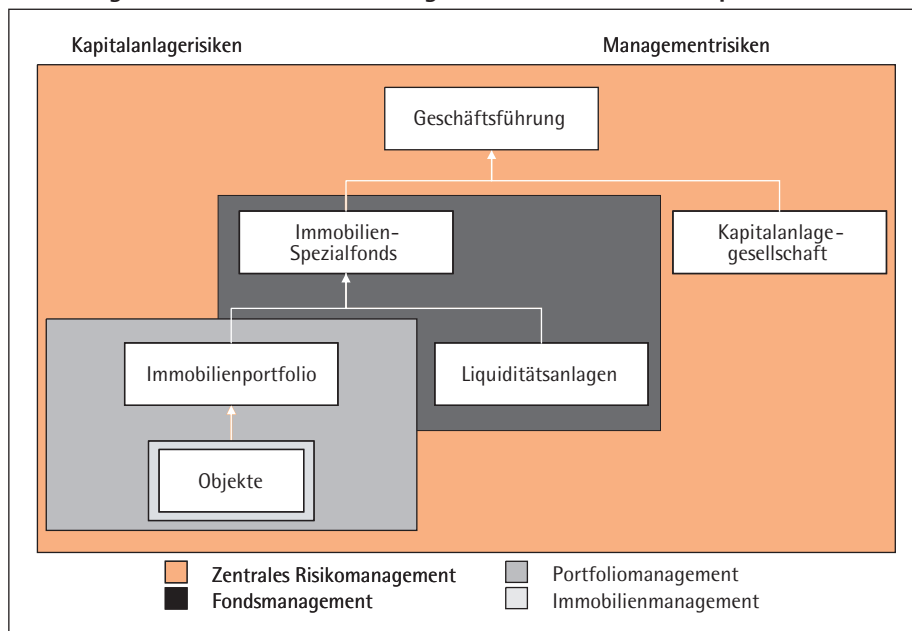 Kapitalanlagerisiken
Managementrisiken
Geschäftsführung
Immobilien-
Spezialfonds
Kapitalanlage-
gesellschaft
Immobilienportfolio
Liquiditätsanlagen
Objekte
Zentrales Risikomanagement
Portfoliomanagement
Fondsmanagement
Immobilienmanagement